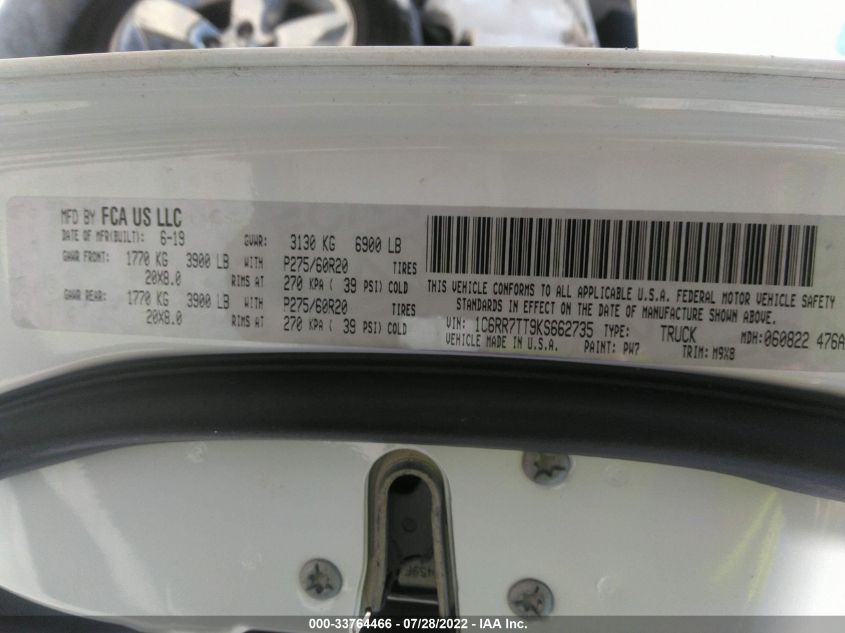 MFD BY FCA US LLC
DATE OF MFR(BUILT): 6-19 GVWR: 3130 KG 6900 LB
GAWR FRONT: 1770 KG 3900 LB WITH P275/60R20 TIRES
20X8.0 RIMS AT 270 KPA ( 39 PSI) COLD
GAWR REAR: 1770 KG 3900 LB WITH P275/60R20 TIRES
20X8.0 RIMS AT 270 KPA ( 39 PSI) COLD
THIS VEHICLE CONFORMS TO ALL APPLICABLE U.S.A. FEDERAL MOTOR VEHICLE SAFETY
STANDARDS IN EFFECT ON THE DATE OF MANUFACTURE SHOWN ABOVE.
VIN: 1C6RR7TT9KS662735 TYPE: TRUCK MDH: 060822 476A
VEHICLE MADE IN U.S.A. PAINT: PW7 TRIM: M9X8
000-33764466 - 07/28/2022 - IAA Inc.